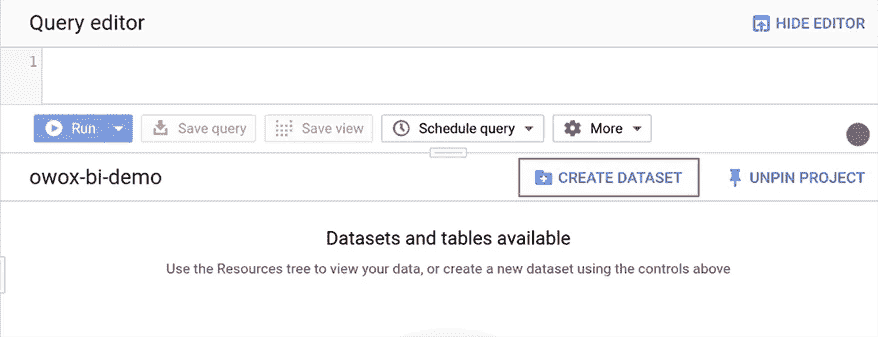 Query editor
HIDE EDITOR
1
Run
Save query
Save view
Schedule query
More
owox-bi-demo
CREATE DATASET
UNPIN PROJECT
Datasets and tables available
Use the Resources tree to view your data, or create a new dataset using the controls above